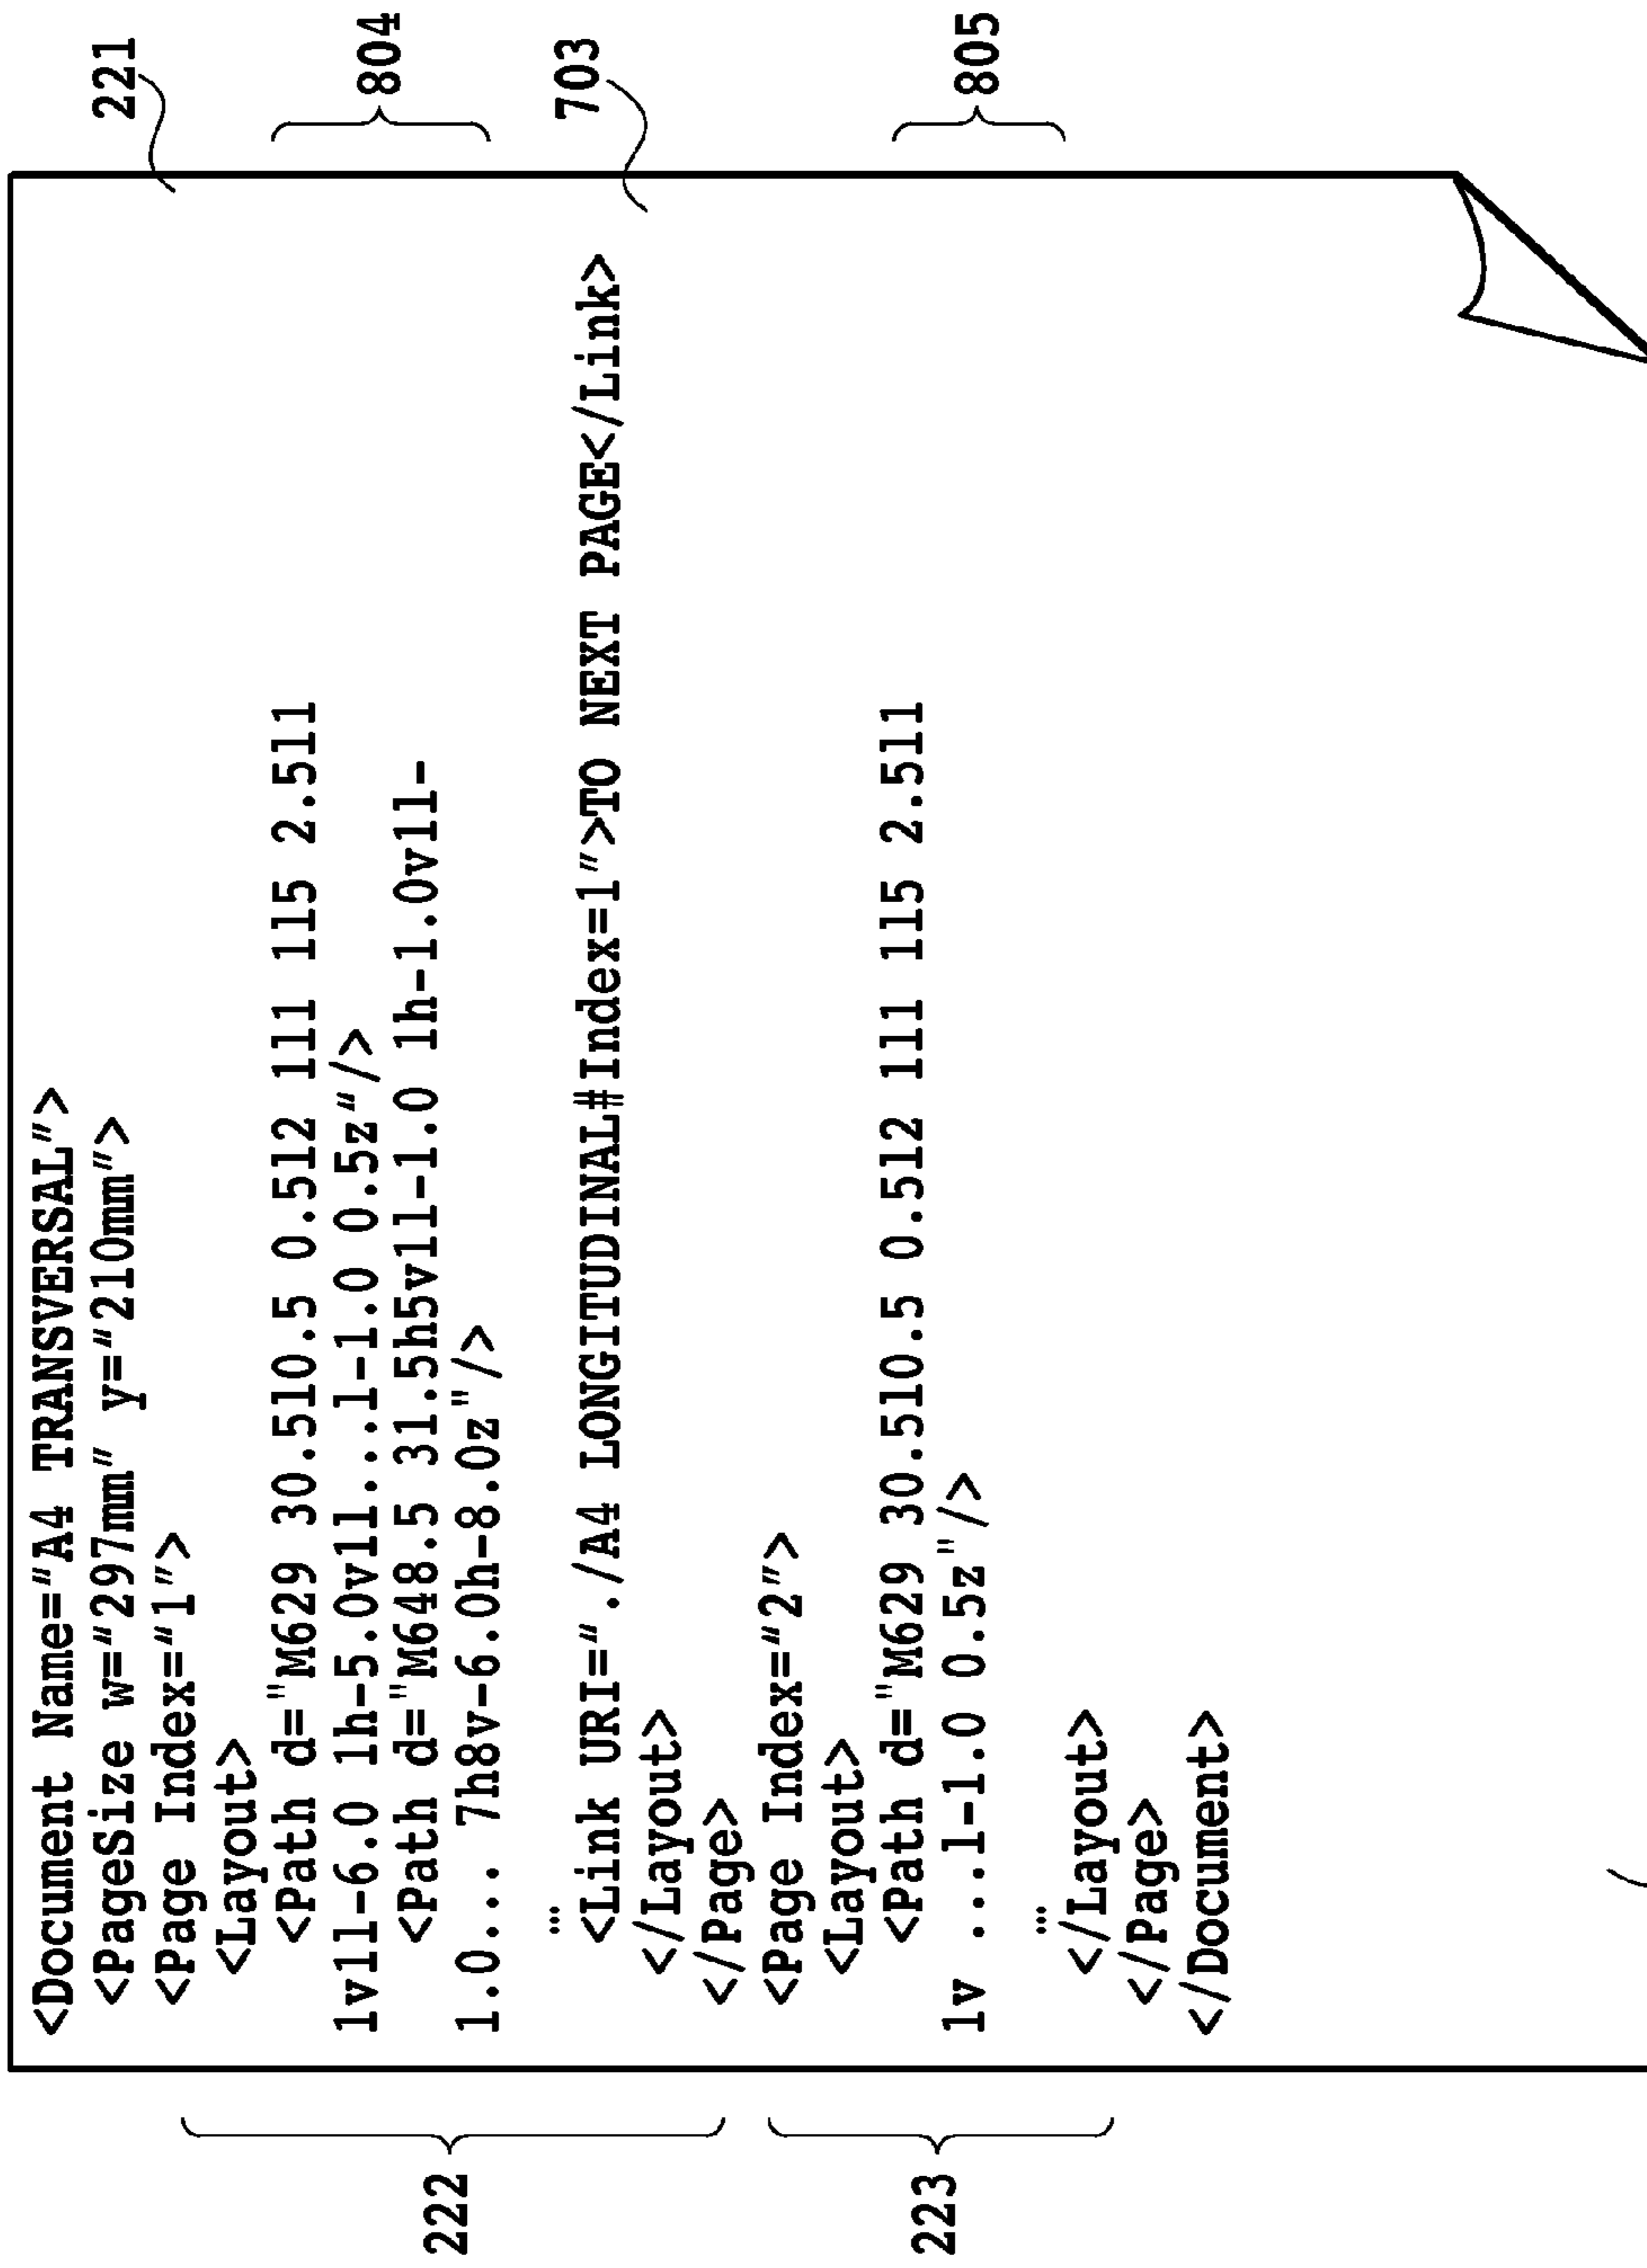 <Document Name="A4 TRANSVERSAL">
<PageSize w="297mm" y="210mm">
221
<Page Index="1">
<Layout>
<Path d="M629 30.510.5 0.512 111 115 2.511
1v11-6.0 1h-5.0v11...1-1.0 0.5z"/>
804
<Path d="M648.5 31.5h5v11-1.0 1h-1.0v11-
222
1.0... 7h8v-6.0h-8.0z"/>
...
703
<Link URI="./A4 LONGITUDINAL#Index=1">TO NEXT PAGE</Link>
</Layout>
</Page>
<Page Index="2">
<Layout>
<Path d="M629 30.510.5 0.512 111 115 2.511
223
1v ...1-1.0 0.5z"/>
805
...
</Layout>
</Page>
</Document>